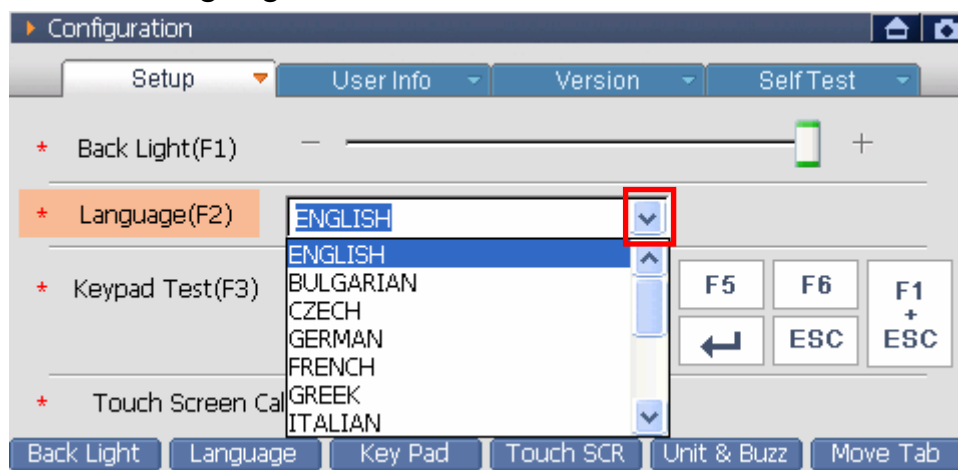 Configuration
Setup User Info Version Self Test
* Back Light(F1) - +
* Language(F2) ENGLISH
ENGLISH
BULGARIAN
CZECH
GERMAN
FRENCH
GREEK
ITALIAN
* Keypad Test(F3) F5 F6 F1 + ESC
ESC
* Touch Screen Cal
Back Light Language Key Pad Touch SCR Unit & Buzz Move Tab